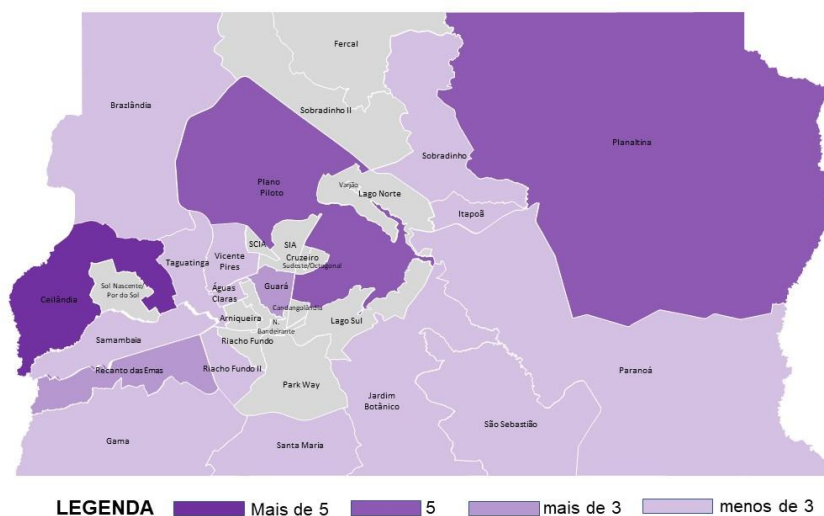 Fercal
Brazlândia
Sobradinho II
Planaltina
Sobradinho
Plano
Piloto
Varjão
Lago Norte
Itapoã
SCIA
SIA
Cruzeiro
Sudoeste/Octogonal
Taguatinga
Vicente
Pires
Sol Nascente/
Por do Sol
Ceilândia
Águas
Claras
Guará
Candangolândia
Arniqueira
N.
Bandeirante
Lago Sul
Samambaia
Riacho Fundo
Recanto das Emas
Riacho Fundo II
Park Way
Paranoá
Jardim
Botânico
São Sebastião
Gama
Santa Maria
LEGENDA Mais de 5 5 mais de 3 menos de 3